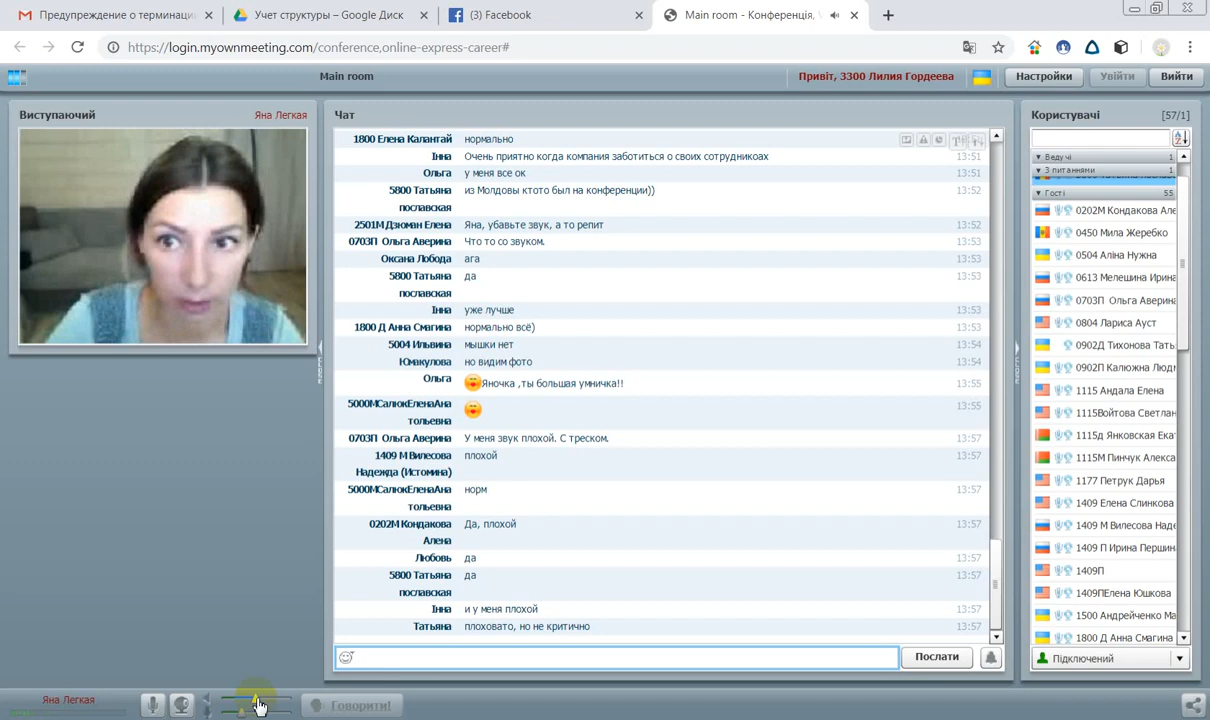 Предупреждение о терминаци
Учет структуры – Google Диск
(3) Facebook
Main room - Конференція,
https://login.myownmeeting.com/conference,online-express-career#
Main room
Привіт, 3300 Лилия Гордеева
Настройки
Увійти
Вийти
Виступаючий
Яна Легкая
Чат
1800 Елена Калантай нормально
Інна Очень приятно когда компания заботиться о своих сотрудникоах 13:51
Ольга у меня все ок 13:51
5800 Татьяна из Молдовы ктото был на конференции)) 13:52
пославская
2501М Дзюман Елена Яна, убавьте звук, а то репит 13:52
0703П Ольга Аверина Что то со звуком. 13:53
Оксана Лобода ага 13:53
5800 Татьяна да 13:53
пославская
Інна уже лучше 13:53
1800 Д Анна Смагина нормально всё) 13:53
5004 Ильвина мышки нет 13:54
Юмакулова но видим фото 13:54
Ольга Яночка ,ты большая умничка!! 13:55
5000МСалюкЕленаАна 13:55
тольевна
0703П Ольга Аверина У меня звук плохой. С треском. 13:57
1409 М Вилесова плохой 13:57
Надежда (Истомина)
5000МСалюкЕленаАна норм 13:57
тольевна
0202М Кондакова Да, плохой 13:57
Алена
Любовь да 13:57
5800 Татьяна да 13:57
пославская
Інна и у меня плохой 13:57
Татьяна плоховато, но не критично 13:57
Послати
Користувачі [57/1]
Ведучі 1
З питаннями 1
Гості 55
0202М Кондакова Але
0450 Мила Жеребко
0504 Аліна Нужна
0613 Мелешина Ирина
0703П Ольга Аверина
0804 Лариса Ауст
0902Д Тихонова Тать
0902П Калюжна Людм
1115 Андала Елена
1115Войтова Светлан
1115д Янковская Ека
1115М Пинчук Алекса
1177 Петрук Дарья
1409 Елена Слинкова
1409 М Вилесова Наде
1409 П Ирина Першин
1409П
1409ПЕлена Юшкова
1500 Андрейченко Ма
1800 Д Анна Смагина
Підключений
Яна Легкая
Говорити!